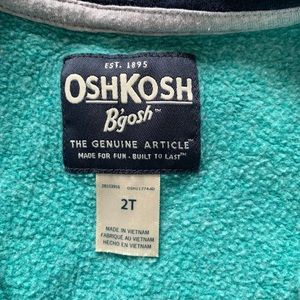 EST. 1895
OSHKOSH
B'gosh™
THE GENUINE ARTICLE™
MADE FOR FUN - BUILT TO LAST™
2T
MADE IN VIETNAM
FABRIQUÉ AU VIETNAM
HECHO EN VIETNAM